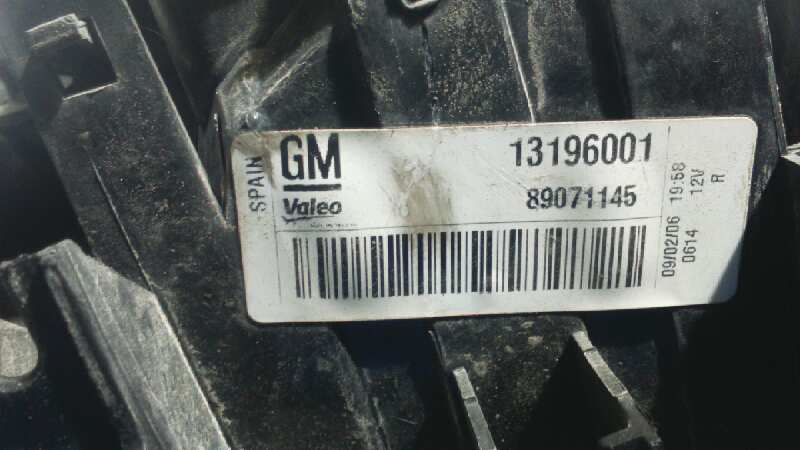 SPAIN
GM
13196001
Valeo
89071145
09/02/06 19:58
0614 12V
R